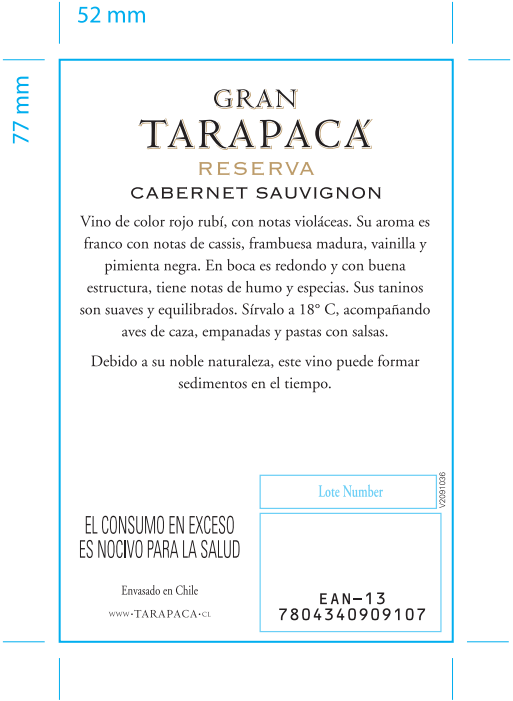 52 mm
77 mm
GRAN
TARAPACÁ
RESERVA
CABERNET SAUVIGNON
Vino de color rojo rubí, con notas violáceas. Su aroma es
franco con notas de cassis, frambuesa madura, vainilla y
pimienta negra. En boca es redondo y con buena
estructura, tiene notas de humo y especias. Sus taninos
son suaves y equilibrados. Sírvalo a 18° C, acompañando
aves de caza, empanadas y pastas con salsas.
Debido a su noble naturaleza, este vino puede formar
sedimentos en el tiempo.
Lote Number
V2091036
EL CONSUMO EN EXCESO
ES NOCIVO PARA LA SALUD
Envasado en Chile
WWW·TARAPACA·CL
EAN-13
7804340909107